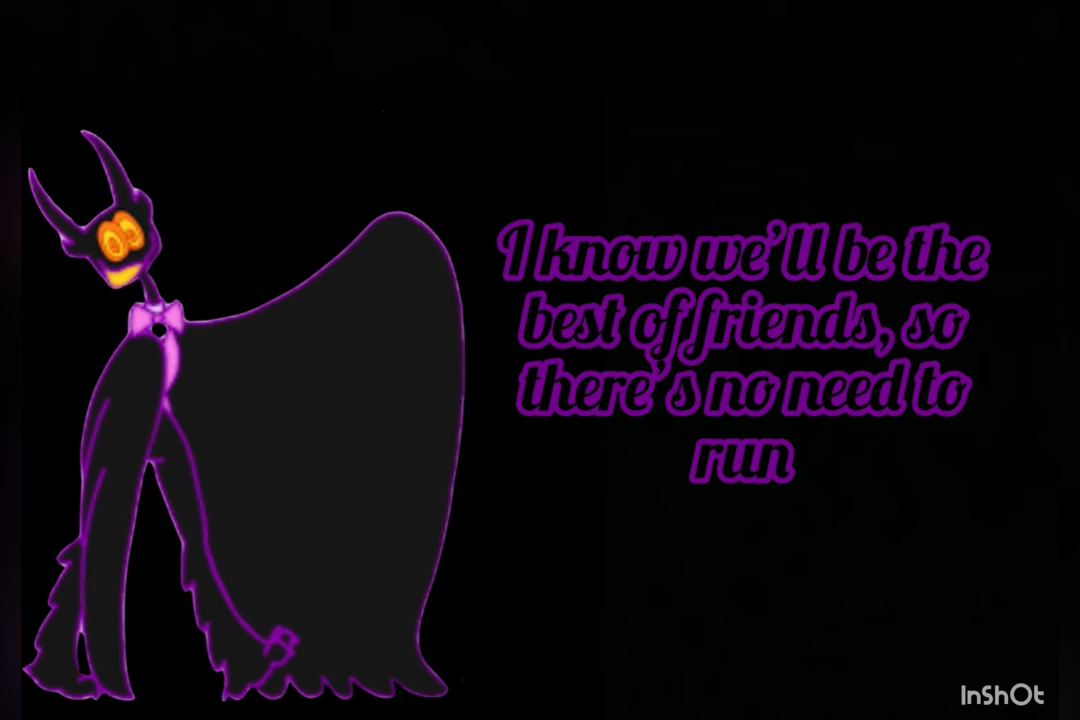 I know we'll be the
best of friends, so
there's no need to
run
InShOt